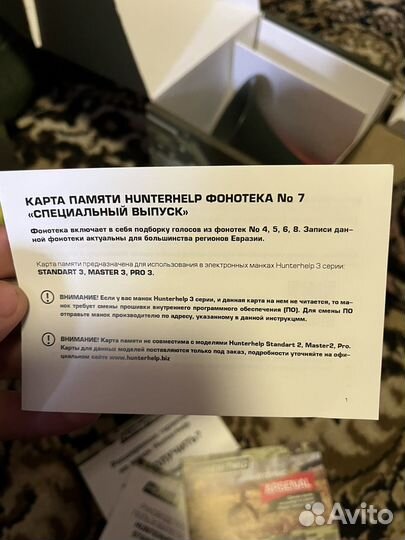 КАРТА ПАМЯТИ HUNTERHELP ФОНОТЕКА No 7
«СПЕЦИАЛЬНЫЙ ВЫПУСК»
Фонотека включает в себя подборку голосов из фонотек No 4, 5, 6, 8. Записи дан-
ной фонотеки актуальны для большинства регионов Евразии.
Карта памяти предназначена для использования в электронных манках Hunterhelp 3 серии:
STANDART 3, MASTER 3, PRO 3.
ВНИМАНИЕ! Если у вас манок Hunterhelp 3 серии, и данная карта на нем не читается, то ма-
нок требует смены прошивки внутреннего программного обеспечения (ПО). Для смены ПО
отправьте манок производителю по адресу, указанному в данной инструкции.
ВНИМАНИЕ! Карта памяти не совместима с моделями Hunterhelp Standart 2, Master2, Pro.
Карты для данных моделей поставляются только под заказ, подробности уточняйте на офи-
циальном сайте www.hunterhelp.biz
1
ARSENAL
Avito